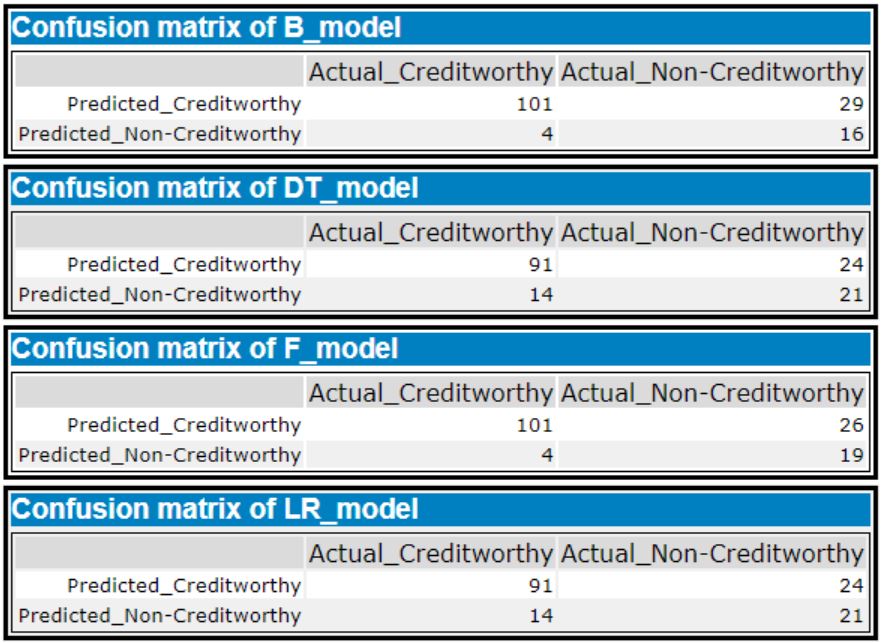 Confusion matrix of B_model
Actual_Creditworthy Actual_Non-Creditworthy
Predicted_Creditworthy 101 29
Predicted_Non-Creditworthy 4 16
Confusion matrix of DT_model
Actual_Creditworthy Actual_Non-Creditworthy
Predicted_Creditworthy 91 24
Predicted_Non-Creditworthy 14 21
Confusion matrix of F_model
Actual_Creditworthy Actual_Non-Creditworthy
Predicted_Creditworthy 101 26
Predicted_Non-Creditworthy 4 19
Confusion matrix of LR_model
Actual_Creditworthy Actual_Non-Creditworthy
Predicted_Creditworthy 91 24
Predicted_Non-Creditworthy 14 21